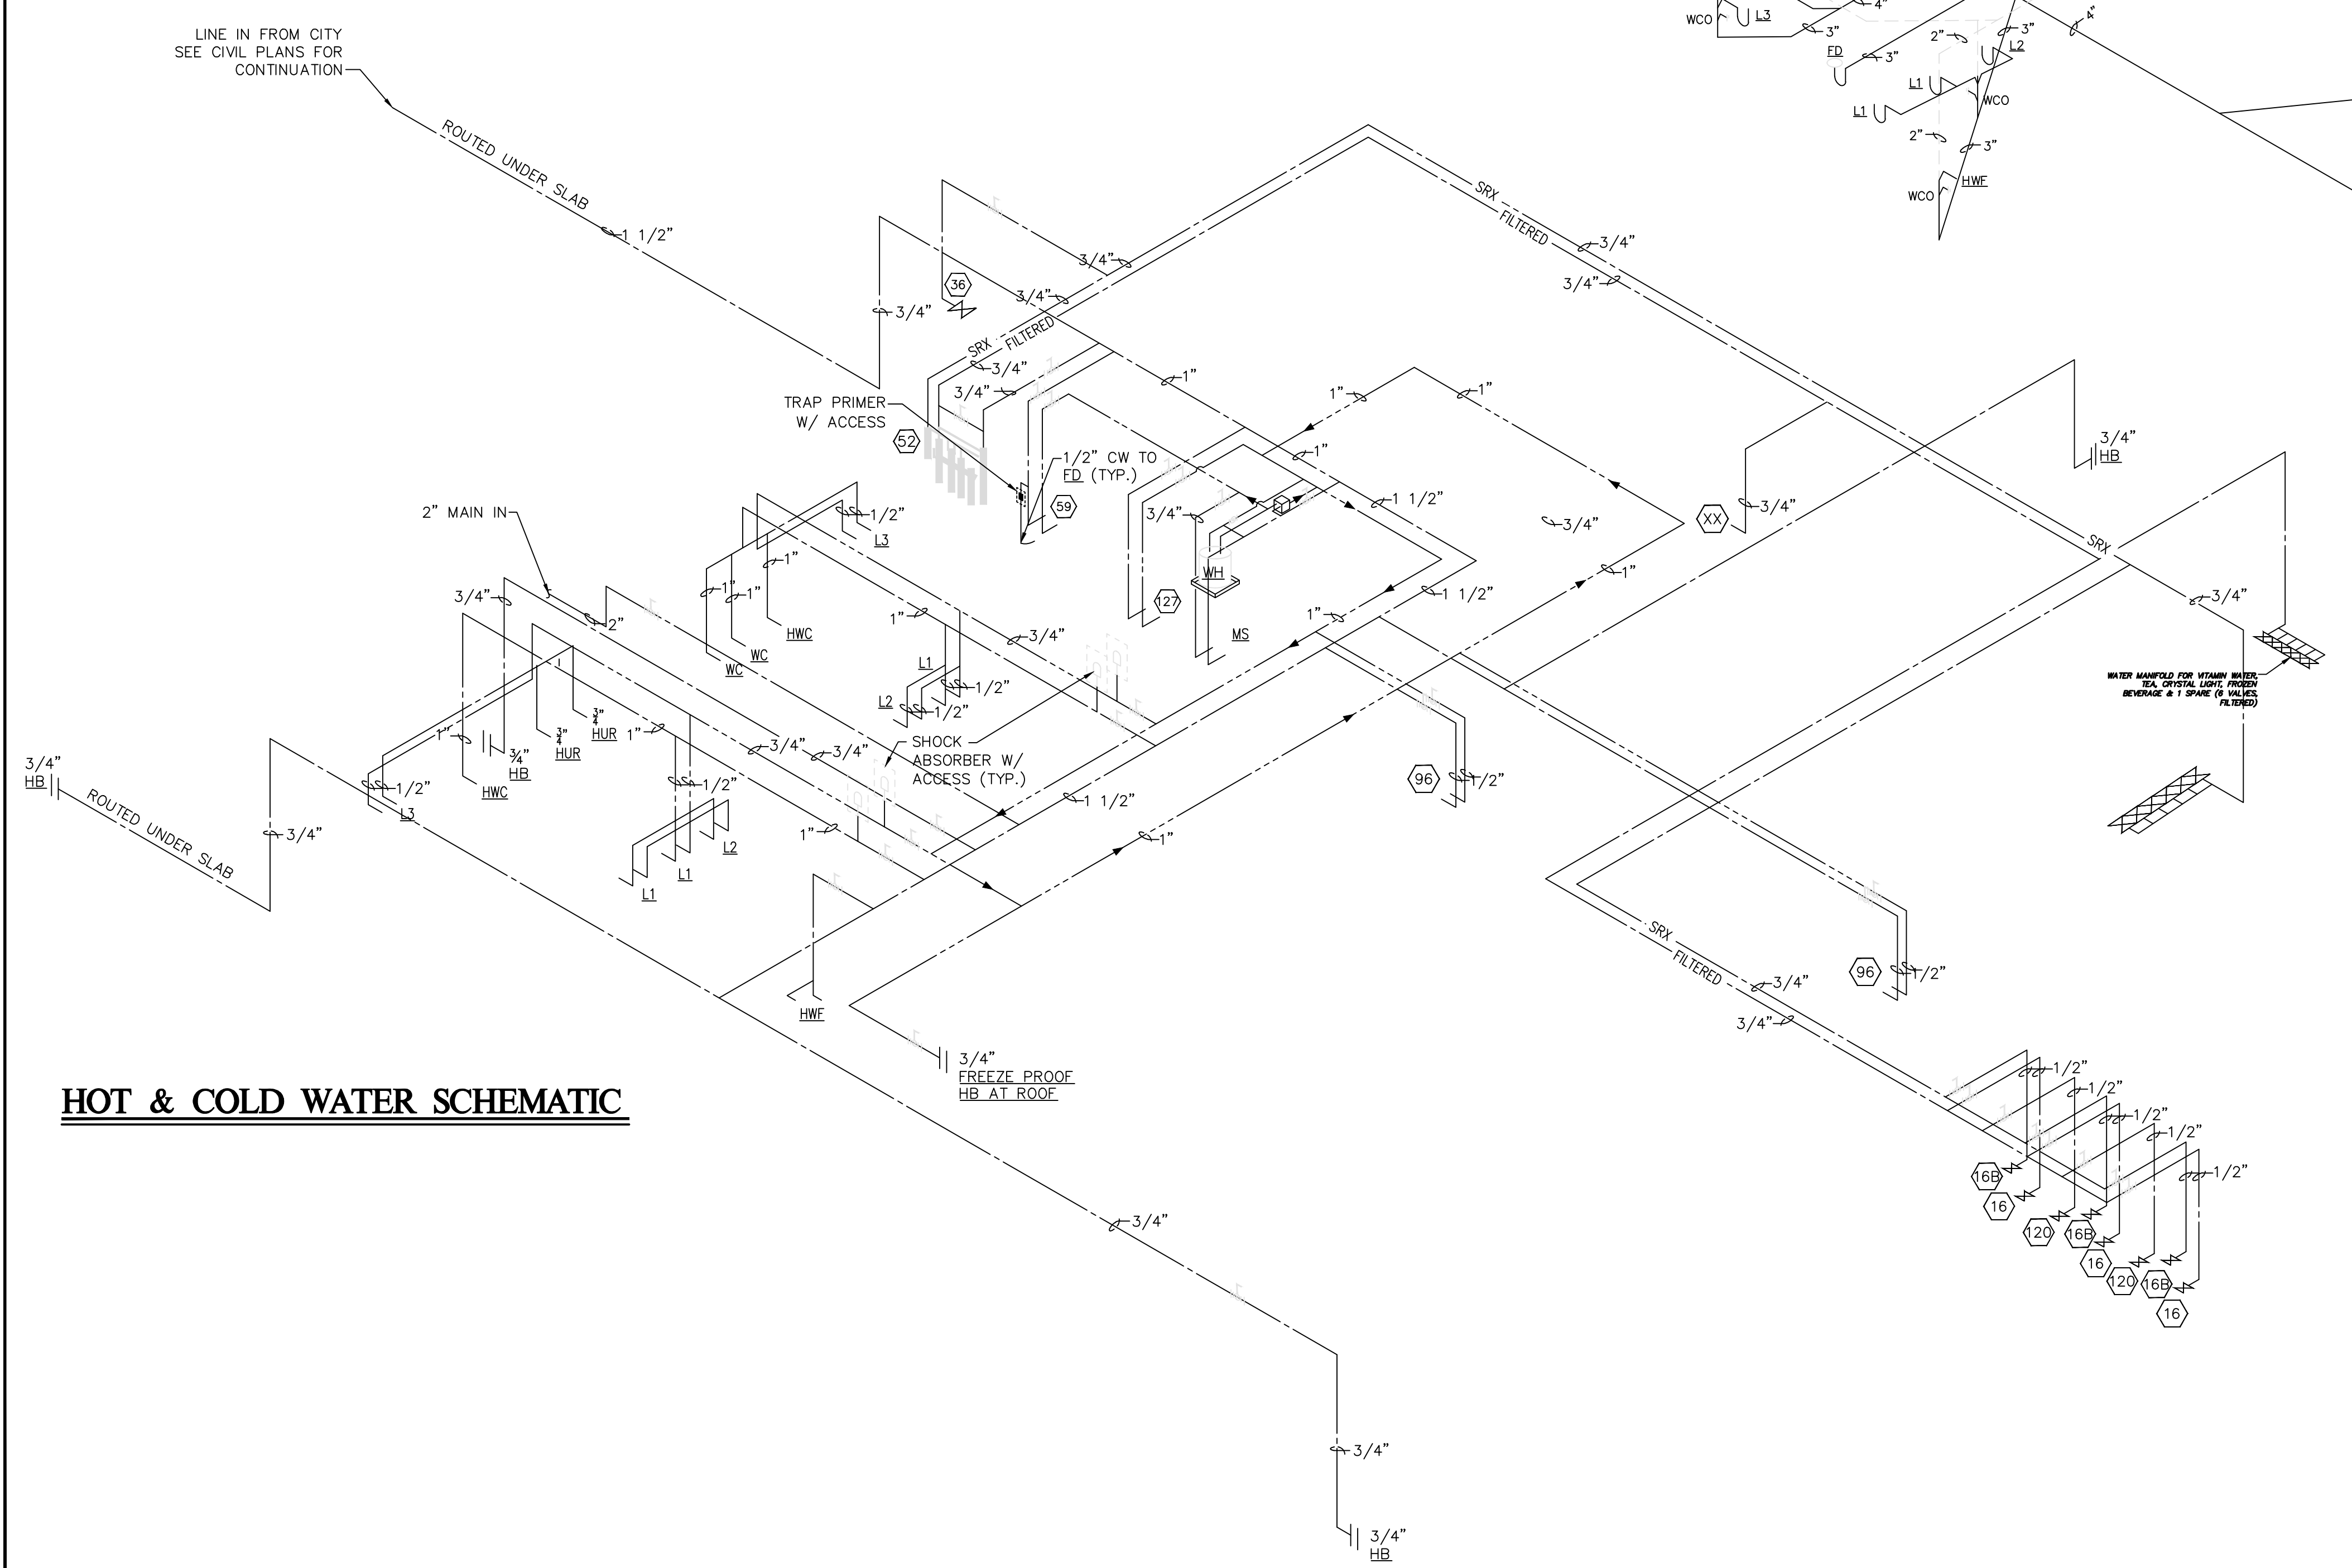 LINE IN FROM CITY
SEE CIVIL PLANS FOR
CONTINUATION
ROUTED UNDER SLAB
1 1/2"
3/4"
36
3/4"
3/4"
SRX
FILTERED
3/4"
3/4"
TRAP PRIMER
W/ ACCESS
52
1/2" CW TO
FD (TYP.)
59
SRX
FILTERED
3/4"
3/4"
1"
1"
1"
1"
1 1/2"
3/4"
WH
127
MS
1"
1 1/2"
3/4"
1"
XX
3/4"
3/4"
HB
SRX
3/4"
WATER MANIFOLD FOR VITAMIN WATER,
TEA, CRYSTAL LIGHT, FROZEN
BEVERAGE & 1 SPARE (6 VALVES,
FILTERED)
WCO
L3
4"
3"
FD
3"
2"
3"
L2
4"
L1
WCO
L1
2"
3"
HWF
WCO
2" MAIN IN
2"
3/4"
1/2"
L3
1"
1"
1"
HWC
WC
WC
1"
3/4"
L1
1/2"
L2
1/2"
SHOCK
ABSORBER W/
ACCESS (TYP.)
3/4"
3/4"
1"
3/4"
HB
3/4
HUR
3/4
HUR
1"
HWC
1/2"
L3
1/2"
L2
L1
L1
1"
3/4"
HB
ROUTED UNDER SLAB
3/4"
1 1/2"
1"
96
1/2"
96
1/2"
HWF
3/4"
FREEZE PROOF
HB AT ROOF
HOT & COLD WATER SCHEMATIC
SRX
FILTERED
3/4"
3/4"
1/2"
1/2"
1/2"
1/2"
1/2"
16B
16
120
16B
16
120
16B
16
3/4"
3/4"
3/4"
HB